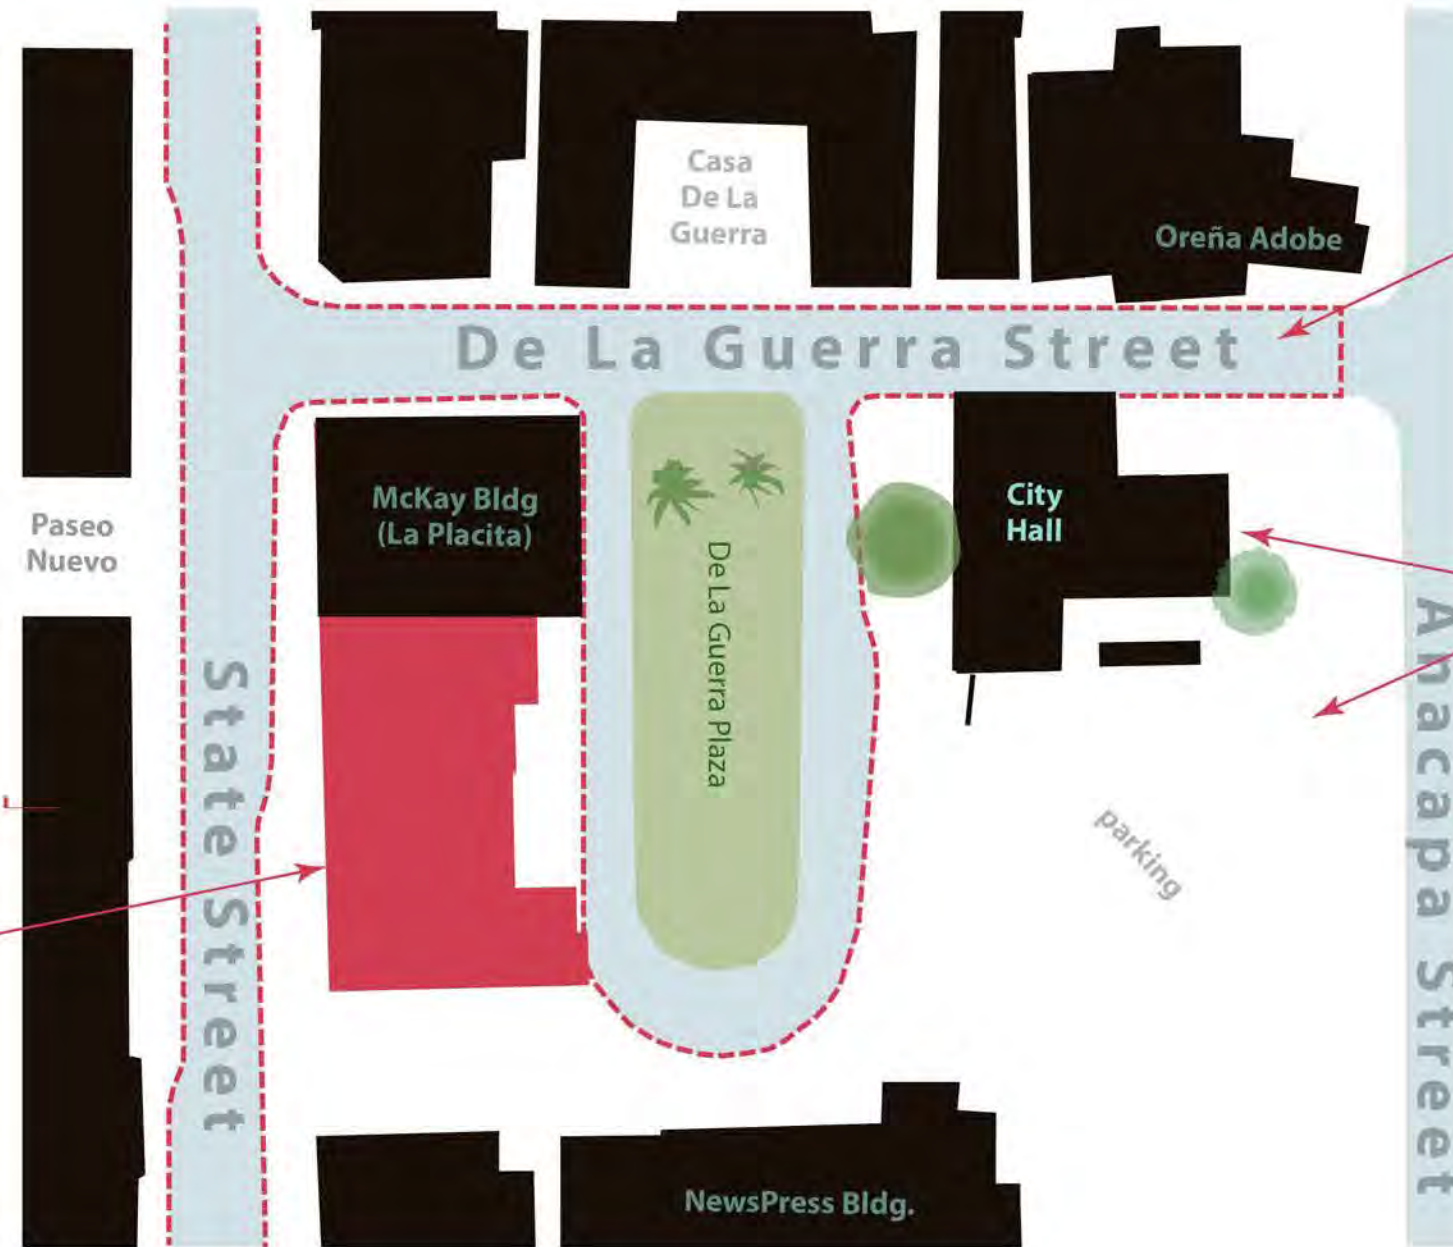 Casa
De La
Guerra
Oreña Adobe
De La Guerra Street
McKay Bldg
(La Placita)
City
Hall
Paseo
Nuevo
De La Guerra Plaza
State Street
Anacapa Street
parking
NewsPress Bldg.